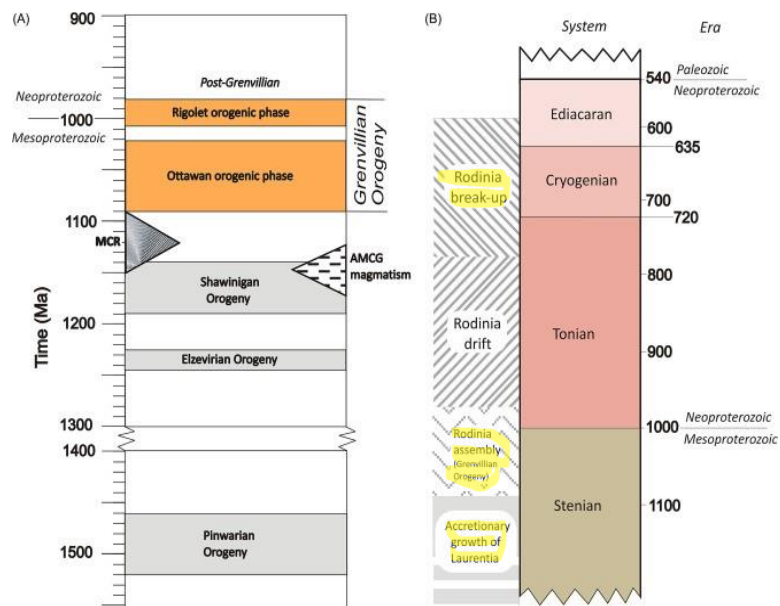 (A)
900
Post-Grenvillian
Neoproterozoic
Rigolet orogenic phase
1000
Mesoproterozoic
Ottawan orogenic phase
Grenvillian
Orogeny
1100
MCR
AMCG
magmatism
Shawinigan
Orogeny
1200
Elzevirian Orogeny
1300
1400
Pinwarian
Orogeny
1500
Time (Ma)
(B)
System
Era
540
Paleozoic
Neoproterozoic
Ediacaran
600
635
Rodinia
break-up
Cryogenian
700
720
800
Rodinia
drift
Tonian
900
1000
Neoproterozoic
Mesoproterozoic
Rodinia
assembly
(Grenvillian
Orogeny)
Stenian
1100
Accretionary
growth of
Laurentia